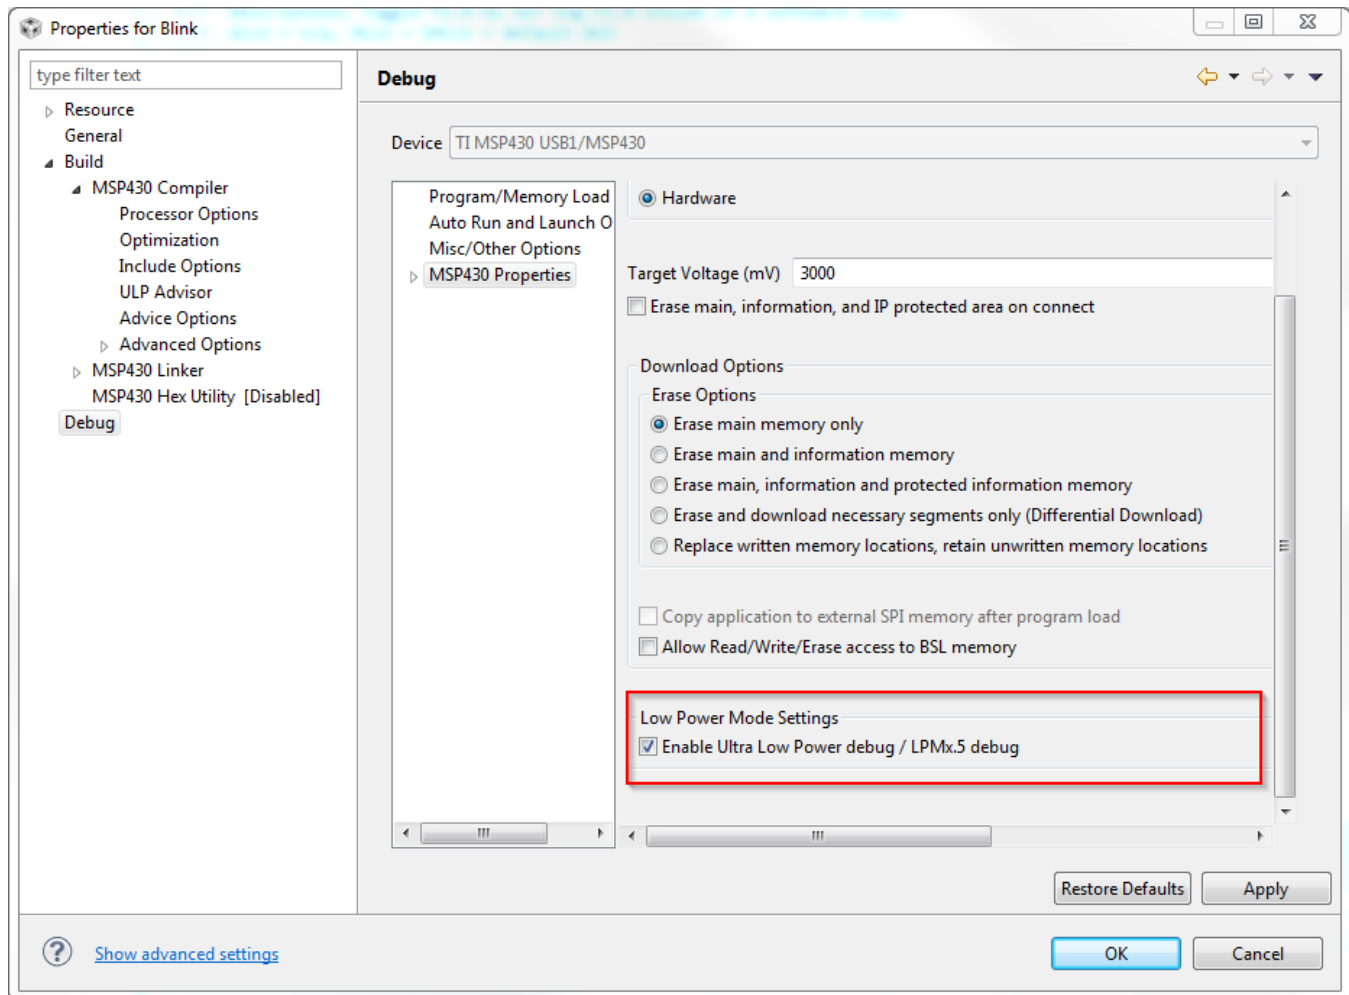 Properties for Blink
type filter text
Resource
General
Build
MSP430 Compiler
Processor Options
Optimization
Include Options
ULP Advisor
Advice Options
Advanced Options
MSP430 Linker
MSP430 Hex Utility [Disabled]
Debug
Debug
Device TI MSP430 USB1/MSP430
Program/Memory Load
Auto Run and Launch O
Misc/Other Options
MSP430 Properties
Hardware
Target Voltage (mV) 3000
Erase main, information, and IP protected area on connect
Download Options
Erase Options
Erase main memory only
Erase main and information memory
Erase main, information and protected information memory
Erase and download necessary segments only (Differential Download)
Replace written memory locations, retain unwritten memory locations
Copy application to external SPI memory after program load
Allow Read/Write/Erase access to BSL memory
Low Power Mode Settings
Enable Ultra Low Power debug / LPMx.5 debug
Restore Defaults
Apply
Show advanced settings
OK
Cancel